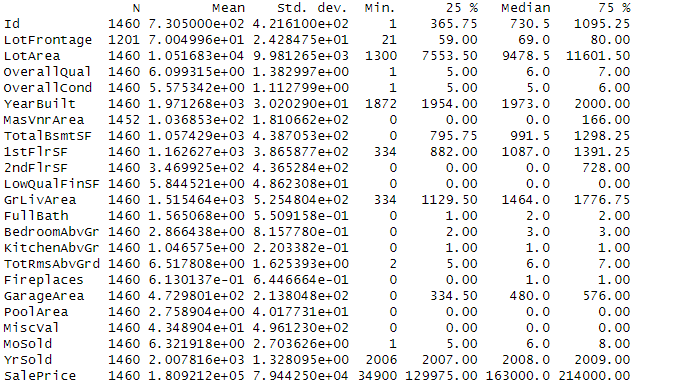 N Mean Std. dev. Min. 25 % Median 75 %
Id 1460 7.305000e+02 4.216100e+02 1 365.75 730.5 1095.25
LotFrontage 1201 7.004996e+01 2.428475e+01 21 59.00 69.0 80.00
LotArea 1460 1.051683e+04 9.981265e+03 1300 7553.50 9478.5 11601.50
OverallQual 1460 6.099315e+00 1.382997e+00 1 5.00 6.0 7.00
OverallCond 1460 5.575342e+00 1.112799e+00 1 5.00 5.0 6.00
YearBuilt 1460 1.971268e+03 3.020290e+01 1872 1954.00 1973.0 2000.00
MasVnrArea 1452 1.036853e+02 1.810662e+02 0 0.00 0.0 166.00
TotalBsmtSF 1460 1.057429e+03 4.387053e+02 0 795.75 991.5 1298.25
1stFlrSF 1460 1.162627e+03 3.865877e+02 334 882.00 1087.0 1391.25
2ndFlrSF 1460 3.469925e+02 4.365284e+02 0 0.00 0.0 728.00
LowQualFinSF 1460 5.844521e+00 4.862308e+01 0 0.00 0.0 0.00
GrLivArea 1460 1.515464e+03 5.254804e+02 334 1129.50 1464.0 1776.75
FullBath 1460 1.565068e+00 5.509158e-01 0 1.00 2.0 2.00
BedroomAbvGr 1460 2.866438e+00 8.157780e-01 0 2.00 3.0 3.00
KitchenAbvGr 1460 1.046575e+00 2.203382e-01 0 1.00 1.0 1.00
TotRmsAbvGrd 1460 6.517808e+00 1.625393e+00 2 5.00 6.0 7.00
Fireplaces 1460 6.130137e-01 6.446664e-01 0 0.00 1.0 1.00
GarageArea 1460 4.729801e+02 2.138048e+02 0 334.50 480.0 576.00
PoolArea 1460 2.758904e+00 4.017731e+01 0 0.00 0.0 0.00
MiscVal 1460 4.348904e+01 4.961230e+02 0 0.00 0.0 0.00
MoSold 1460 6.321918e+00 2.703626e+00 1 5.00 6.0 8.00
YrSold 1460 2.007816e+03 1.328095e+00 2006 2007.00 2008.0 2009.00
SalePrice 1460 1.809212e+05 7.944250e+04 34900 129975.00 163000.0 214000.00